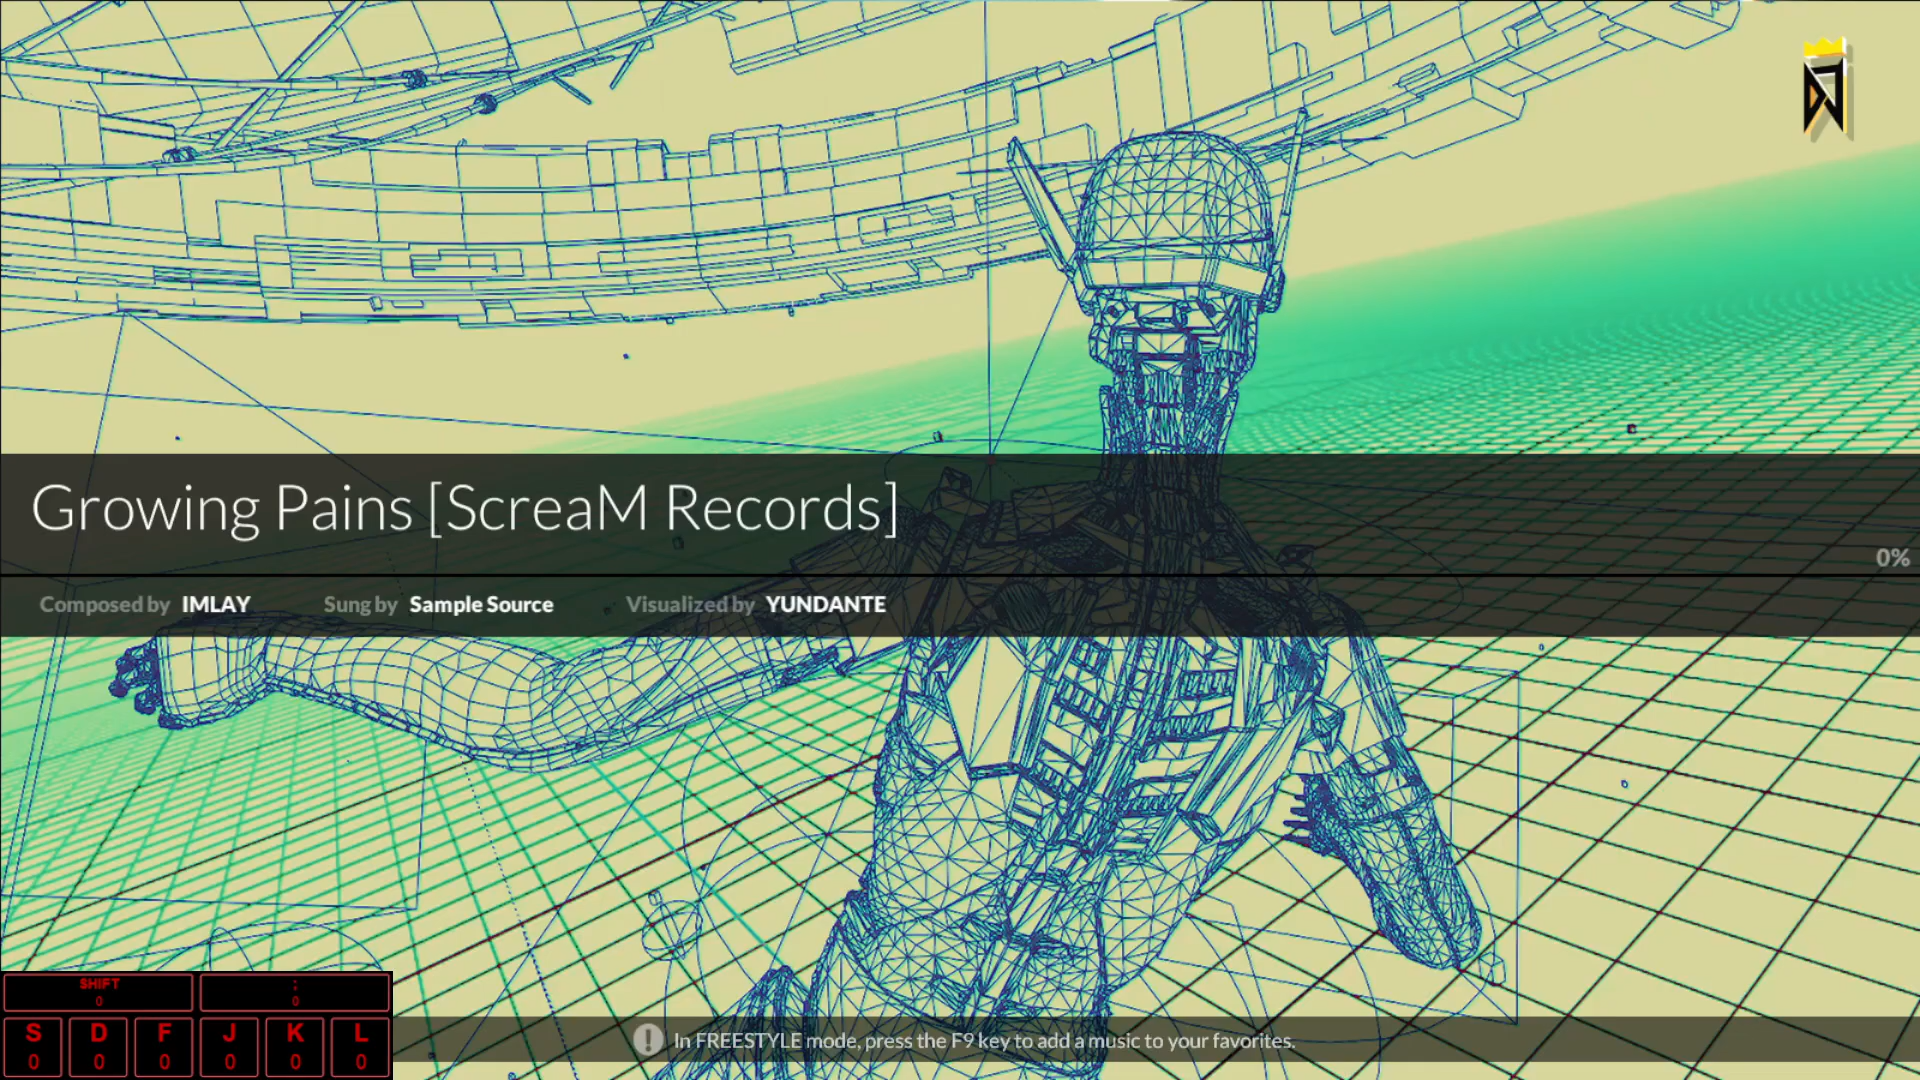 Growing Pains [ScreaM Records]
0%
Composed by IMLAY Sung by Sample Source Visualized by YUNDANTE
SHIFT ;
0 0
S D F J K L
0 0 0 0 0 0
In FREESTYLE mode, press the F9 key to add a music to your favorites.